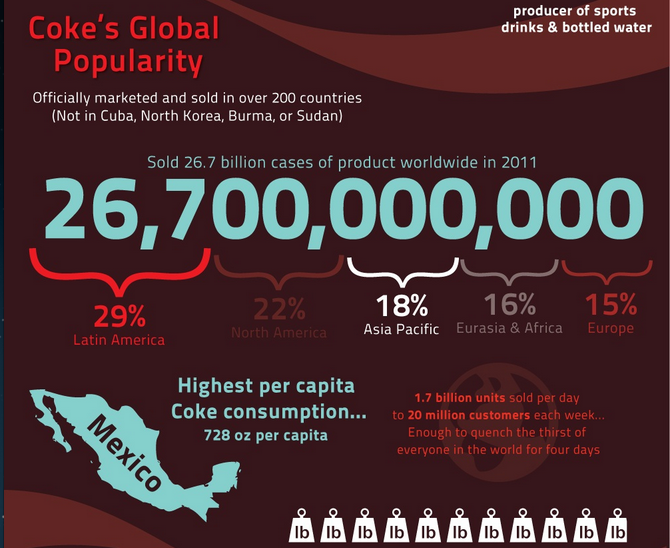 producer of sports
drinks & bottled water
Coke's Global
Popularity
Officially marketed and sold in over 200 countries
(Not in Cuba, North Korea, Burma, or Sudan)
Sold 26.7 billion cases of product worldwide in 2011
26,700,000,000
29%
Latin America
22%
North America
18%
Asia Pacific
16%
Eurasia & Africa
15%
Europe
Highest per capita
Coke consumption...
728 oz per capita
Mexico
1.7 billion units sold per day
to 20 million customers each week...
Enough to quench the thirst of
everyone in the world for four days
lb lb lb lb lb lb lb lb lb lb